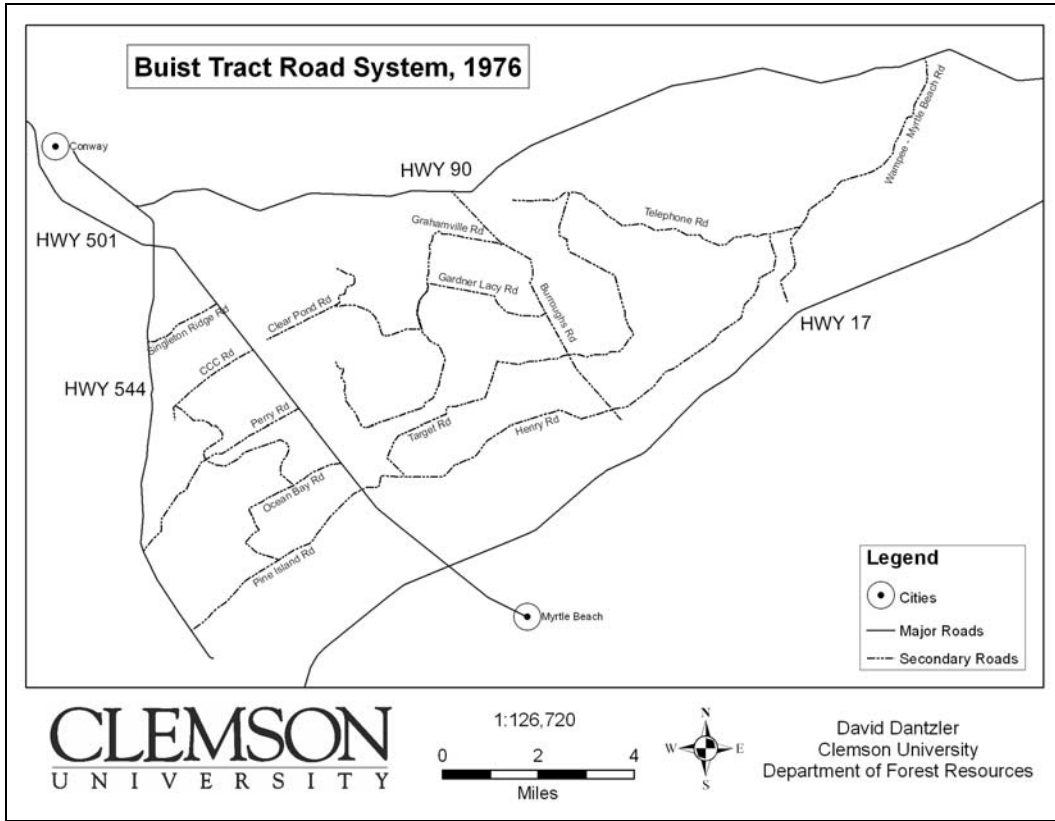 Buist Tract Road System, 1976
Conway
HWY 90
Wampee - Myrtle Beach Rd
Grahamville Rd
Telephone Rd
HWY 501
Gardner Lacy Rd
Burroughs Rd
Clear Pond Rd
Singleton Ridge Rd
HWY 17
CCC Rd
HWY 544
Perry Rd
Target Rd
Henry Rd
Ocean Bay Rd
Pine Island Rd
Myrtle Beach
Legend
Cities
Major Roads
Secondary Roads
CLEMSON
UNIVERSITY
1:126,720
0 2 4
Miles
N
W E
S
David Dantzler
Clemson University
Department of Forest Resources